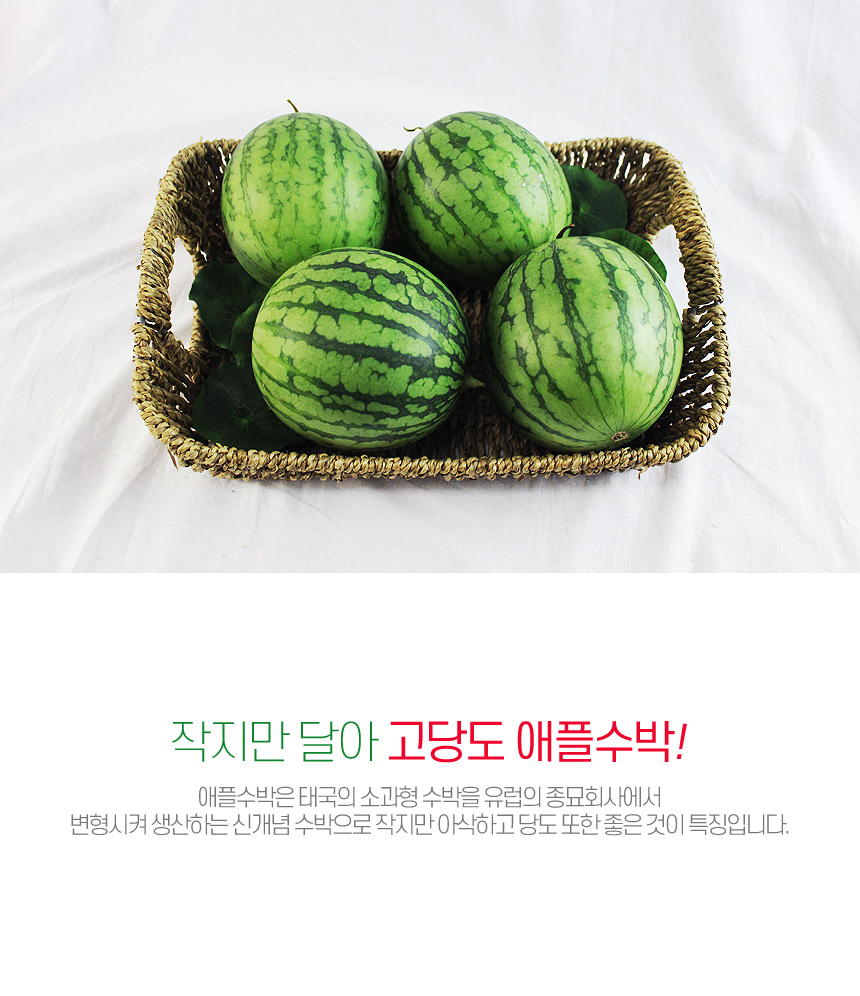 작지만 달아 고당도 애플수박!
애플수박은 태국의 소과형 수박을 유럽의 종묘회사에서
변형시켜 생산하는 신개념 수박으로 작지만 아삭하고 당도 또한 좋은 것이 특징입니다.